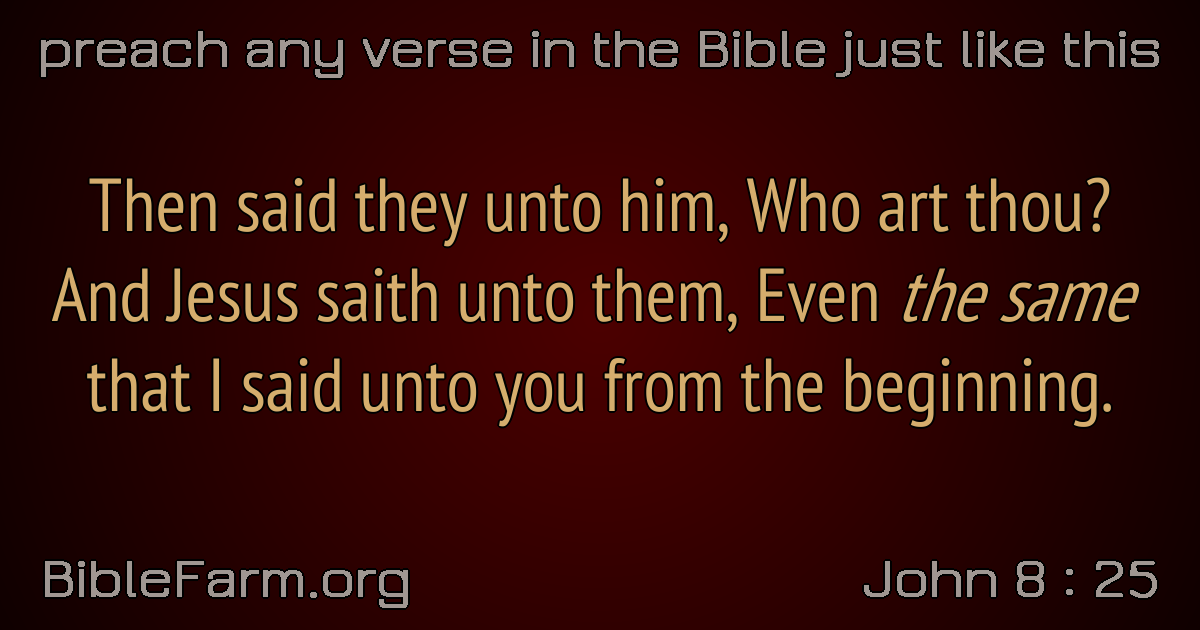 preach any verse in the Bible just like this
Then said they unto him, Who art thou?
And Jesus saith unto them, Even the same
that I said unto you from the beginning.
BibleFarm.org
John 8 : 25